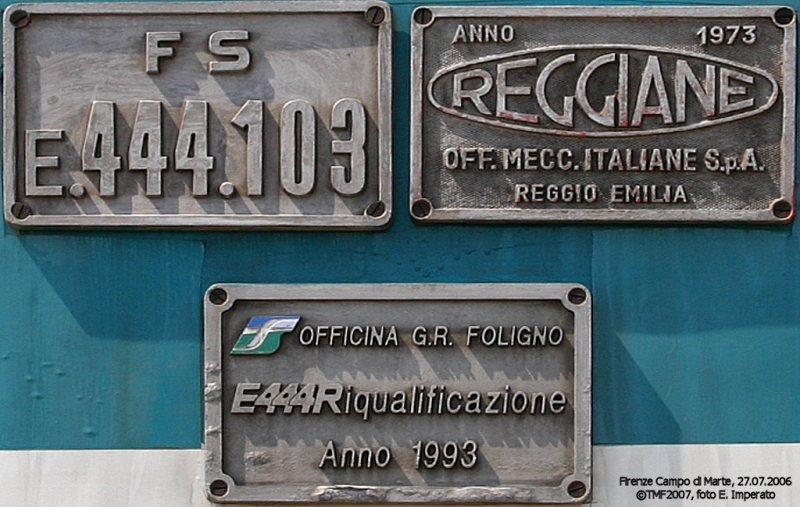 FS
E.444.103
ANNO 1973
REGGIANE
OFF. MECC. ITALIANE S.p.A.
REGGIO EMILIA
OFFICINA G.R. FOLIGNO
E444Riqualificazione
Anno 1993
Firenze Campo di Marte, 27.07.2006
©TMF2007, foto E. Imperato